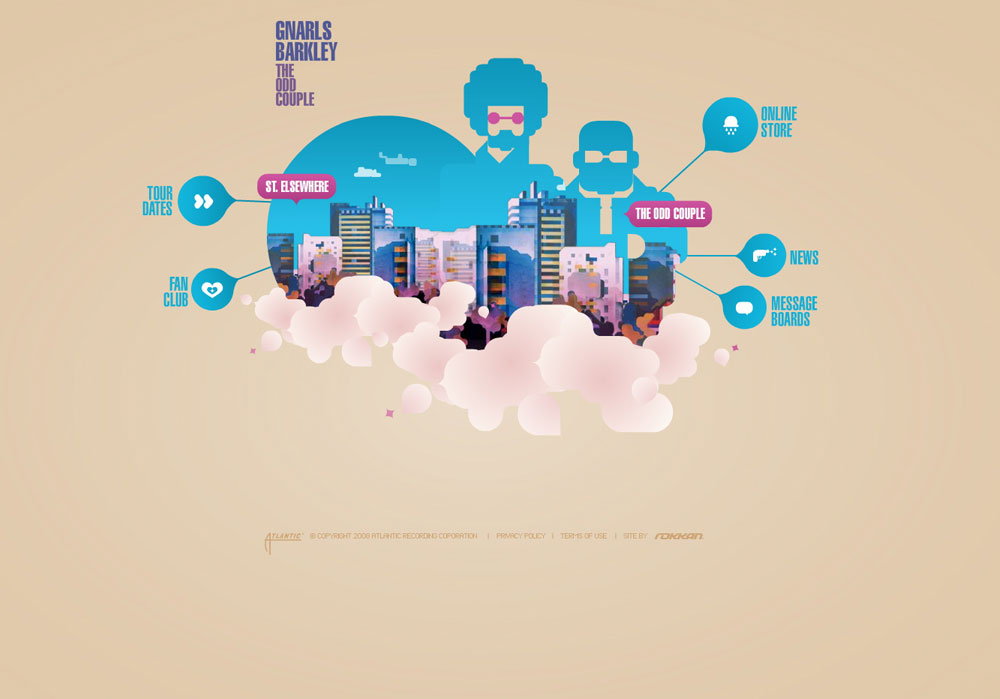 GNARLS
BARKLEY
THE
ODD
COUPLE
ONLINE
STORE
TOUR
DATES
ST. ELSEWHERE
THE ODD COUPLE
NEWS
FAN
CLUB
MESSAGE
BOARDS
ATLANTIC © COPYRIGHT 2008 ATLANTIC RECORDING COPORATION | PRIVACY POLICY | TERMS OF USE | SITE BY ROKKAN